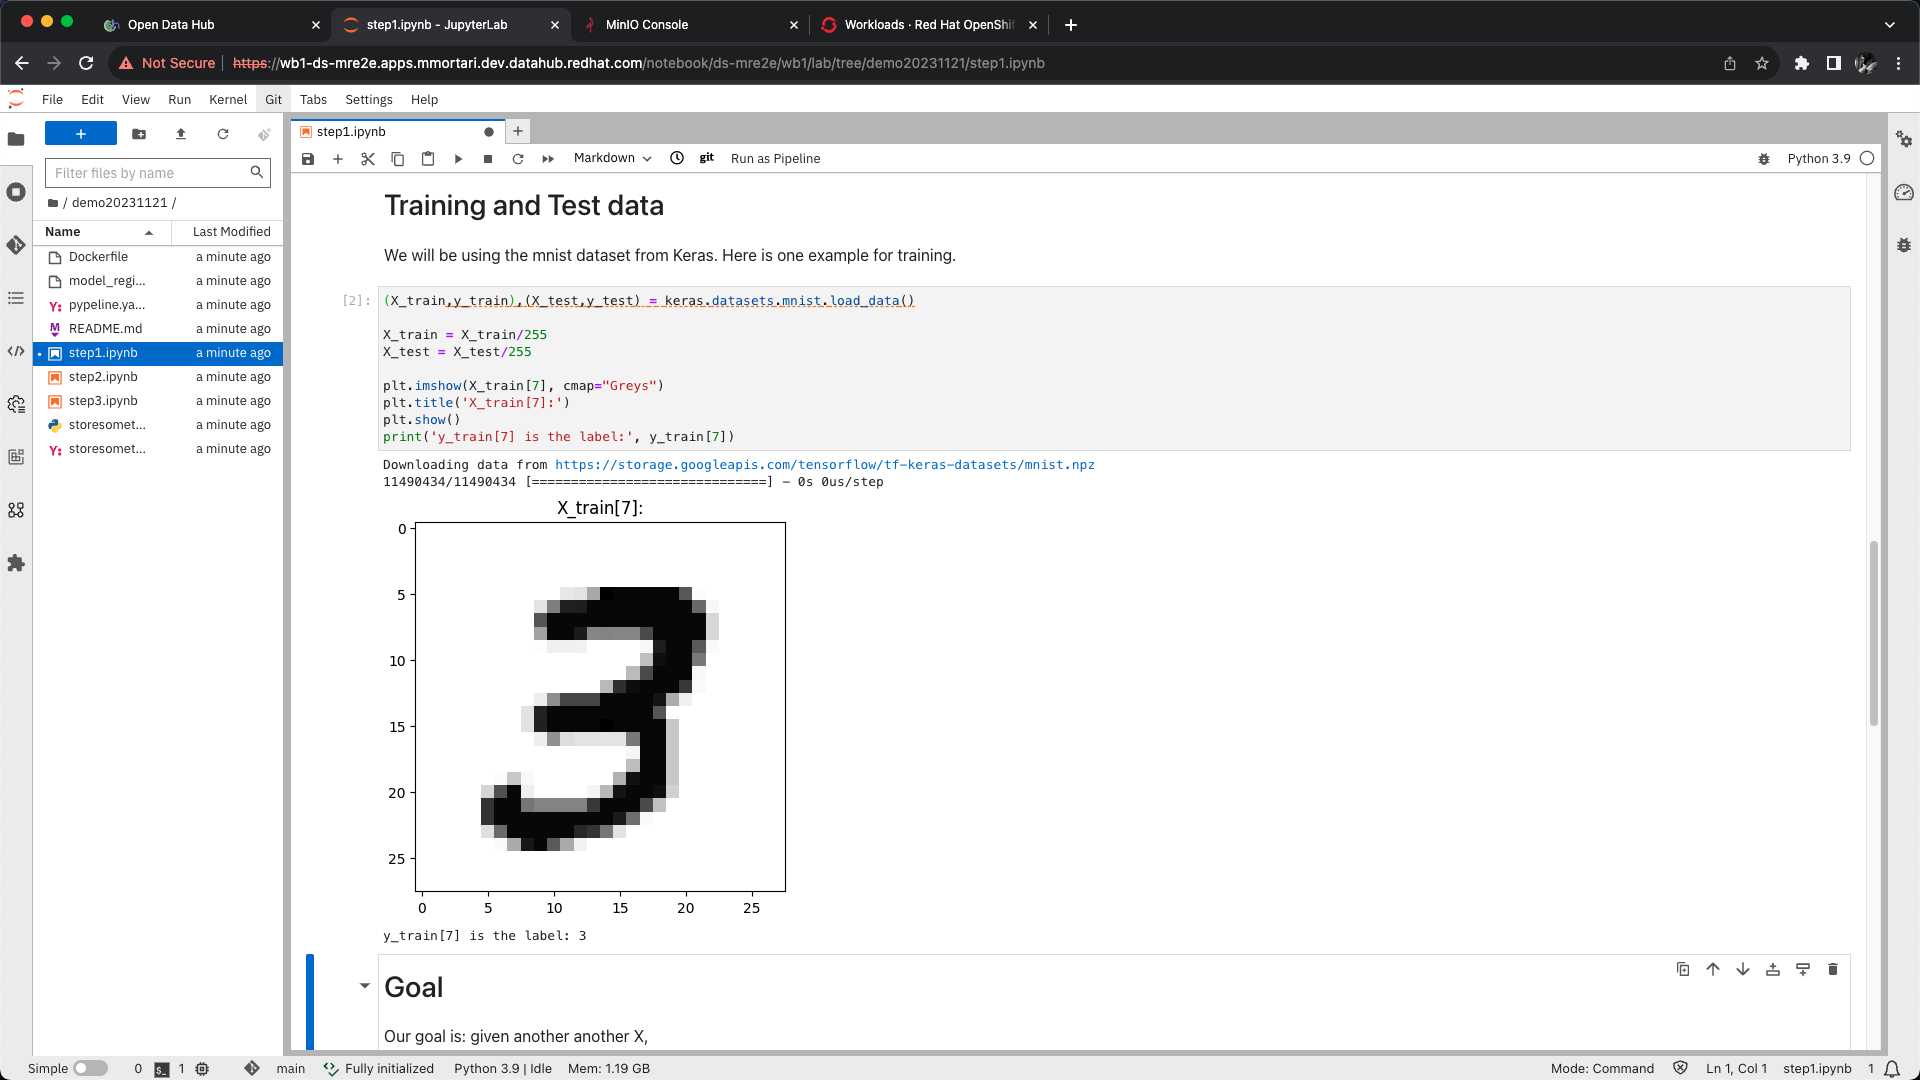 Open Data Hub
step1.ipynb - JupyterLab
MinIO Console
Workloads · Red Hat OpenShif
Not Secure
https://wb1-ds-mre2e.apps.mmortari.dev.datahub.redhat.com/notebook/ds-mre2e/wb1/lab/tree/demo20231121/step1.ipynb
File Edit View Run Kernel Git Tabs Settings Help
Filter files by name
/ demo20231121 /
Name Last Modified
Dockerfile a minute ago
model_regi... a minute ago
pypeline.ya... a minute ago
README.md a minute ago
step1.ipynb a minute ago
step2.ipynb a minute ago
step3.ipynb a minute ago
storesomet... a minute ago
storesomet... a minute ago
step1.ipynb
Markdown git Run as Pipeline Python 3.9
Training and Test data
We will be using the mnist dataset from Keras. Here is one example for training.
[2]: (X_train,y_train),(X_test,y_test) = keras.datasets.mnist.load_data()
X_train = X_train/255
X_test = X_test/255
plt.imshow(X_train[7], cmap="Greys")
plt.title('X_train[7]:')
plt.show()
print('y_train[7] is the label:', y_train[7])
Downloading data from https://storage.googleapis.com/tensorflow/tf-keras-datasets/mnist.npz
11490434/11490434 [==============================] - 0s 0us/step
X_train[7]:
0
5
10
15
20
25
0 5 10 15 20 25
y_train[7] is the label: 3
Goal
Our goal is: given another another X,
Simple 0 1 main Fully initialized Python 3.9 | Idle Mem: 1.19 GB Mode: Command Ln 1, Col 1 step1.ipynb 1